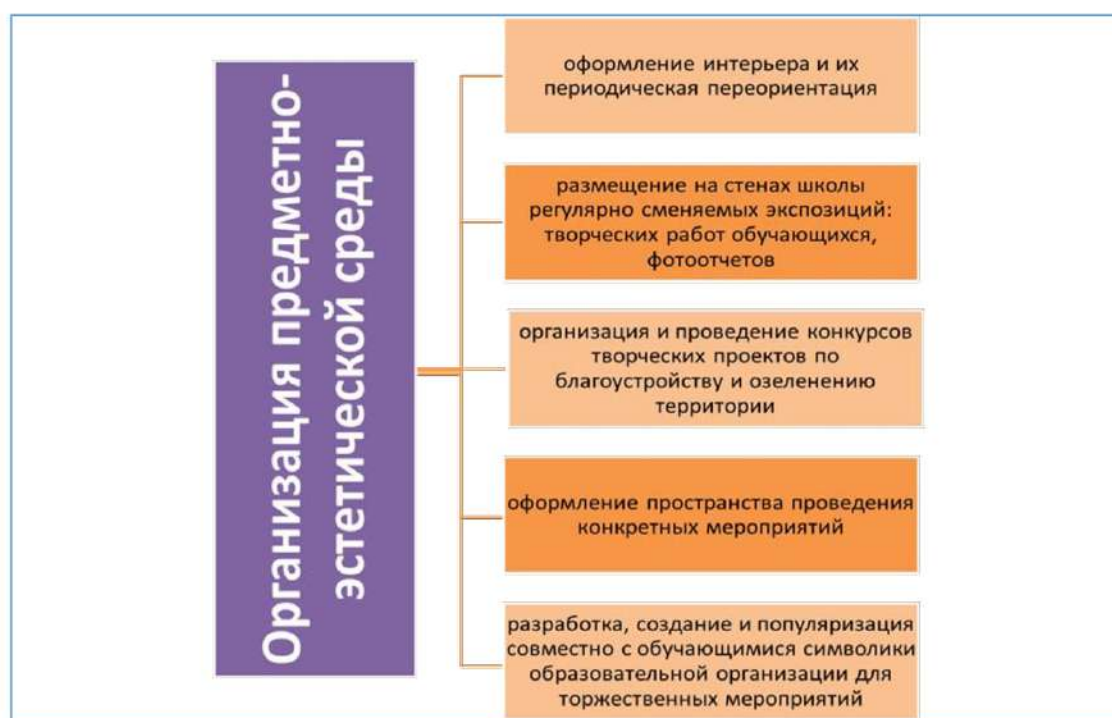 Организация предметно-
эстетической среды
оформление интерьера и их
периодическая переориентация
размещение на стенах школы
регулярно сменяемых экспозиций:
творческих работ обучающихся,
фотоотчетов
организация и проведение конкурсов
творческих проектов по
благоустройству и озеленению
территории
оформление пространства проведения
конкретных мероприятий
разработка, создание и популяризация
совместно с обучающимися символики
образовательной организации для
торжественных мероприятий